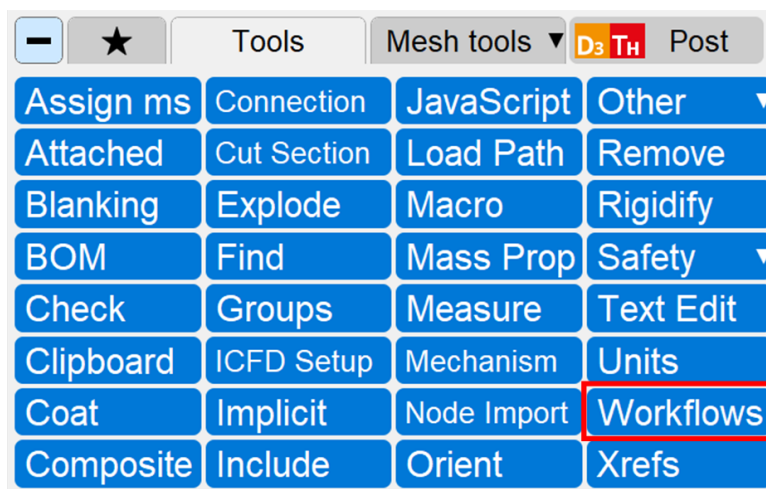 Tools Mesh tools ▼ D3 TH Post
Assign ms Connection JavaScript Other
Attached Cut Section Load Path Remove
Blanking Explode Macro Rigidify
BOM Find Mass Prop Safety
Check Groups Measure Text Edit
Clipboard ICFD Setup Mechanism Units
Coat Implicit Node Import Workflows
Composite Include Orient Xrefs